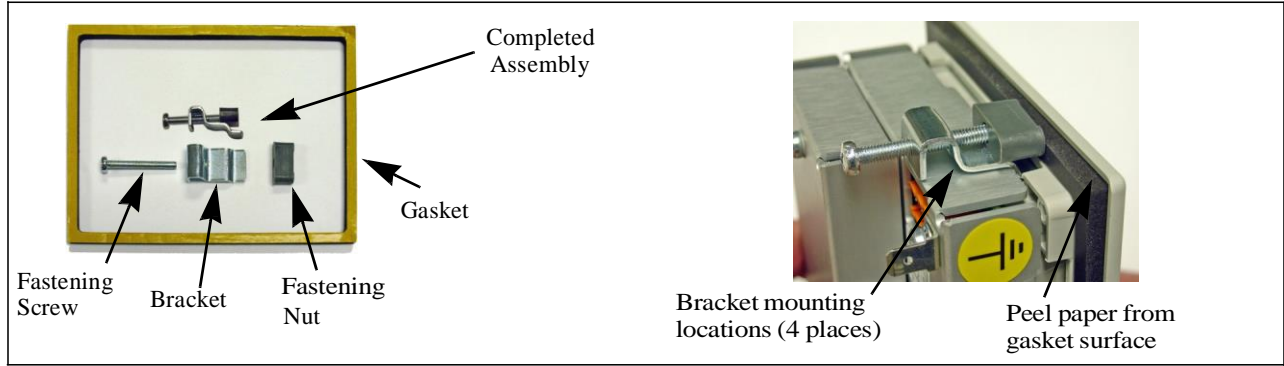 Completed
Assembly
Gasket
Fastening
Screw
Bracket
Fastening
Nut
Bracket mounting
locations (4 places)
Peel paper from
gasket surface